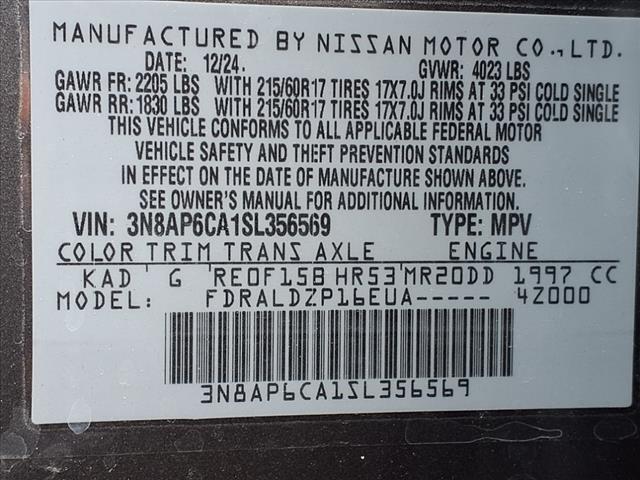 MANUFACTURED BY NISSAN MOTOR CO., LTD.
DATE: 12/24. GVWR: 4023 LBS
GAWR FR: 2205 LBS WITH 215/60R17 TIRES 17X7.0J RIMS AT 33 PSI COLD SINGLE
GAWR RR: 1830 LBS WITH 215/60R17 TIRES 17X7.0J RIMS AT 33 PSI COLD SINGLE
THIS VEHICLE CONFORMS TO ALL APPLICABLE FEDERAL MOTOR
VEHICLE SAFETY AND THEFT PREVENTION STANDARDS
IN EFFECT ON THE DATE OF MANUFACTURE SHOWN ABOVE.
SEE OWNER'S MANUAL FOR ADDITIONAL INFORMATION.
VIN: 3N8AP6CA1SL356569 TYPE: MPV
COLOR TRIM TRANS AXLE ENGINE
KAD G RE0F15B HR53 MR20DD 1997 CC
MODEL: FDRALDZP16EUA----- 4Z000
3N8AP6CA1SL356569